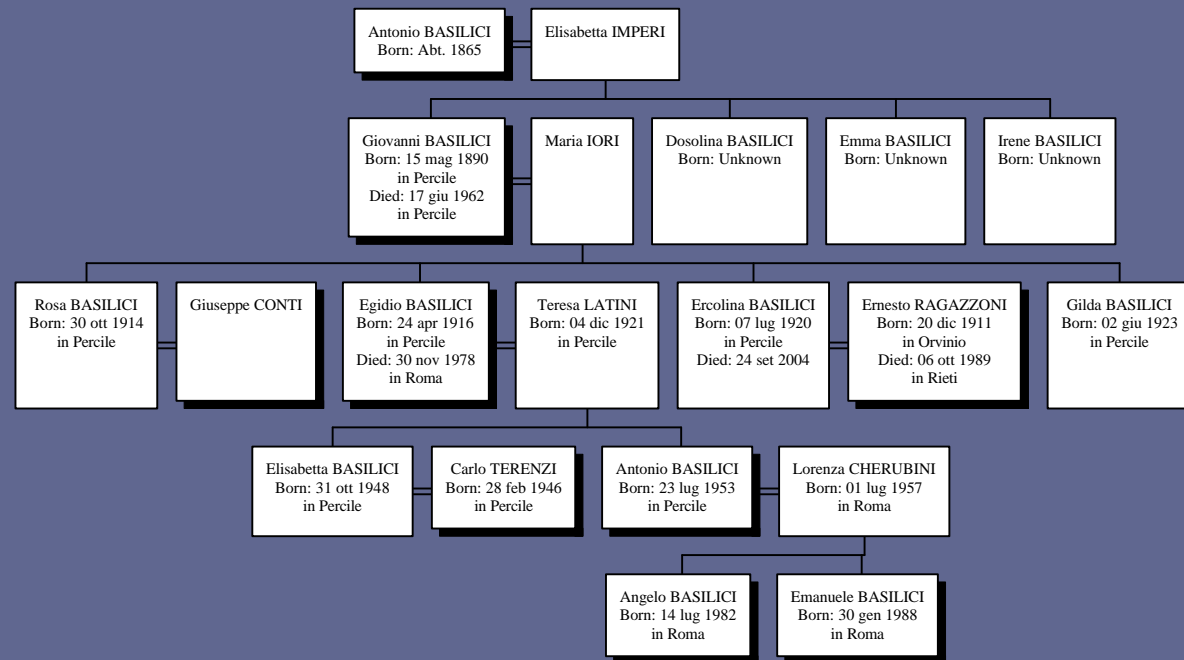 Antonio BASILICI
Born: Abt. 1865
Elisabetta IMPERI
Giovanni BASILICI
Born: 15 mag 1890
in Percile
Died: 17 giu 1962
in Percile
Maria IORI
Dosolina BASILICI
Born: Unknown
Emma BASILICI
Born: Unknown
Irene BASILICI
Born: Unknown
Rosa BASILICI
Born: 30 ott 1914
in Percile
Giuseppe CONTI
Egidio BASILICI
Born: 24 apr 1916
in Percile
Died: 30 nov 1978
in Roma
Teresa LATINI
Born: 04 dic 1921
in Percile
Ercolina BASILICI
Born: 07 lug 1920
in Percile
Died: 24 set 2004
Ernesto RAGAZZONI
Born: 20 dic 1911
in Orvinio
Died: 06 ott 1989
in Rieti
Gilda BASILICI
Born: 02 giu 1923
in Percile
Elisabetta BASILICI
Born: 31 ott 1948
in Percile
Carlo TERENZI
Born: 28 feb 1946
in Percile
Antonio BASILICI
Born: 23 lug 1953
in Percile
Lorenza CHERUBINI
Born: 01 lug 1957
in Roma
Angelo BASILICI
Born: 14 lug 1982
in Roma
Emanuele BASILICI
Born: 30 gen 1988
in Roma